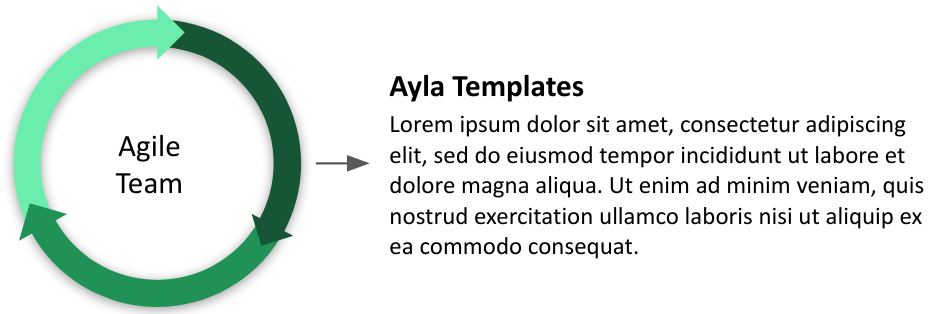 Agile
Team
Ayla Templates
Lorem ipsum dolor sit amet, consectetur adipiscing
elit, sed do eiusmod tempor incididunt ut labore et
dolore magna aliqua. Ut enim ad minim veniam, quis
nostrud exercitation ullamco laboris nisi ut aliquip ex
ea commodo consequat.